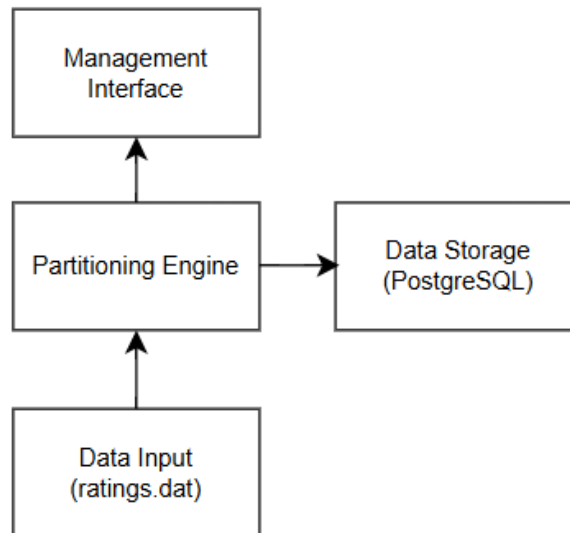 Management
Interface
Partitioning Engine
Data Storage
(PostgreSQL)
Data Input
(ratings.dat)